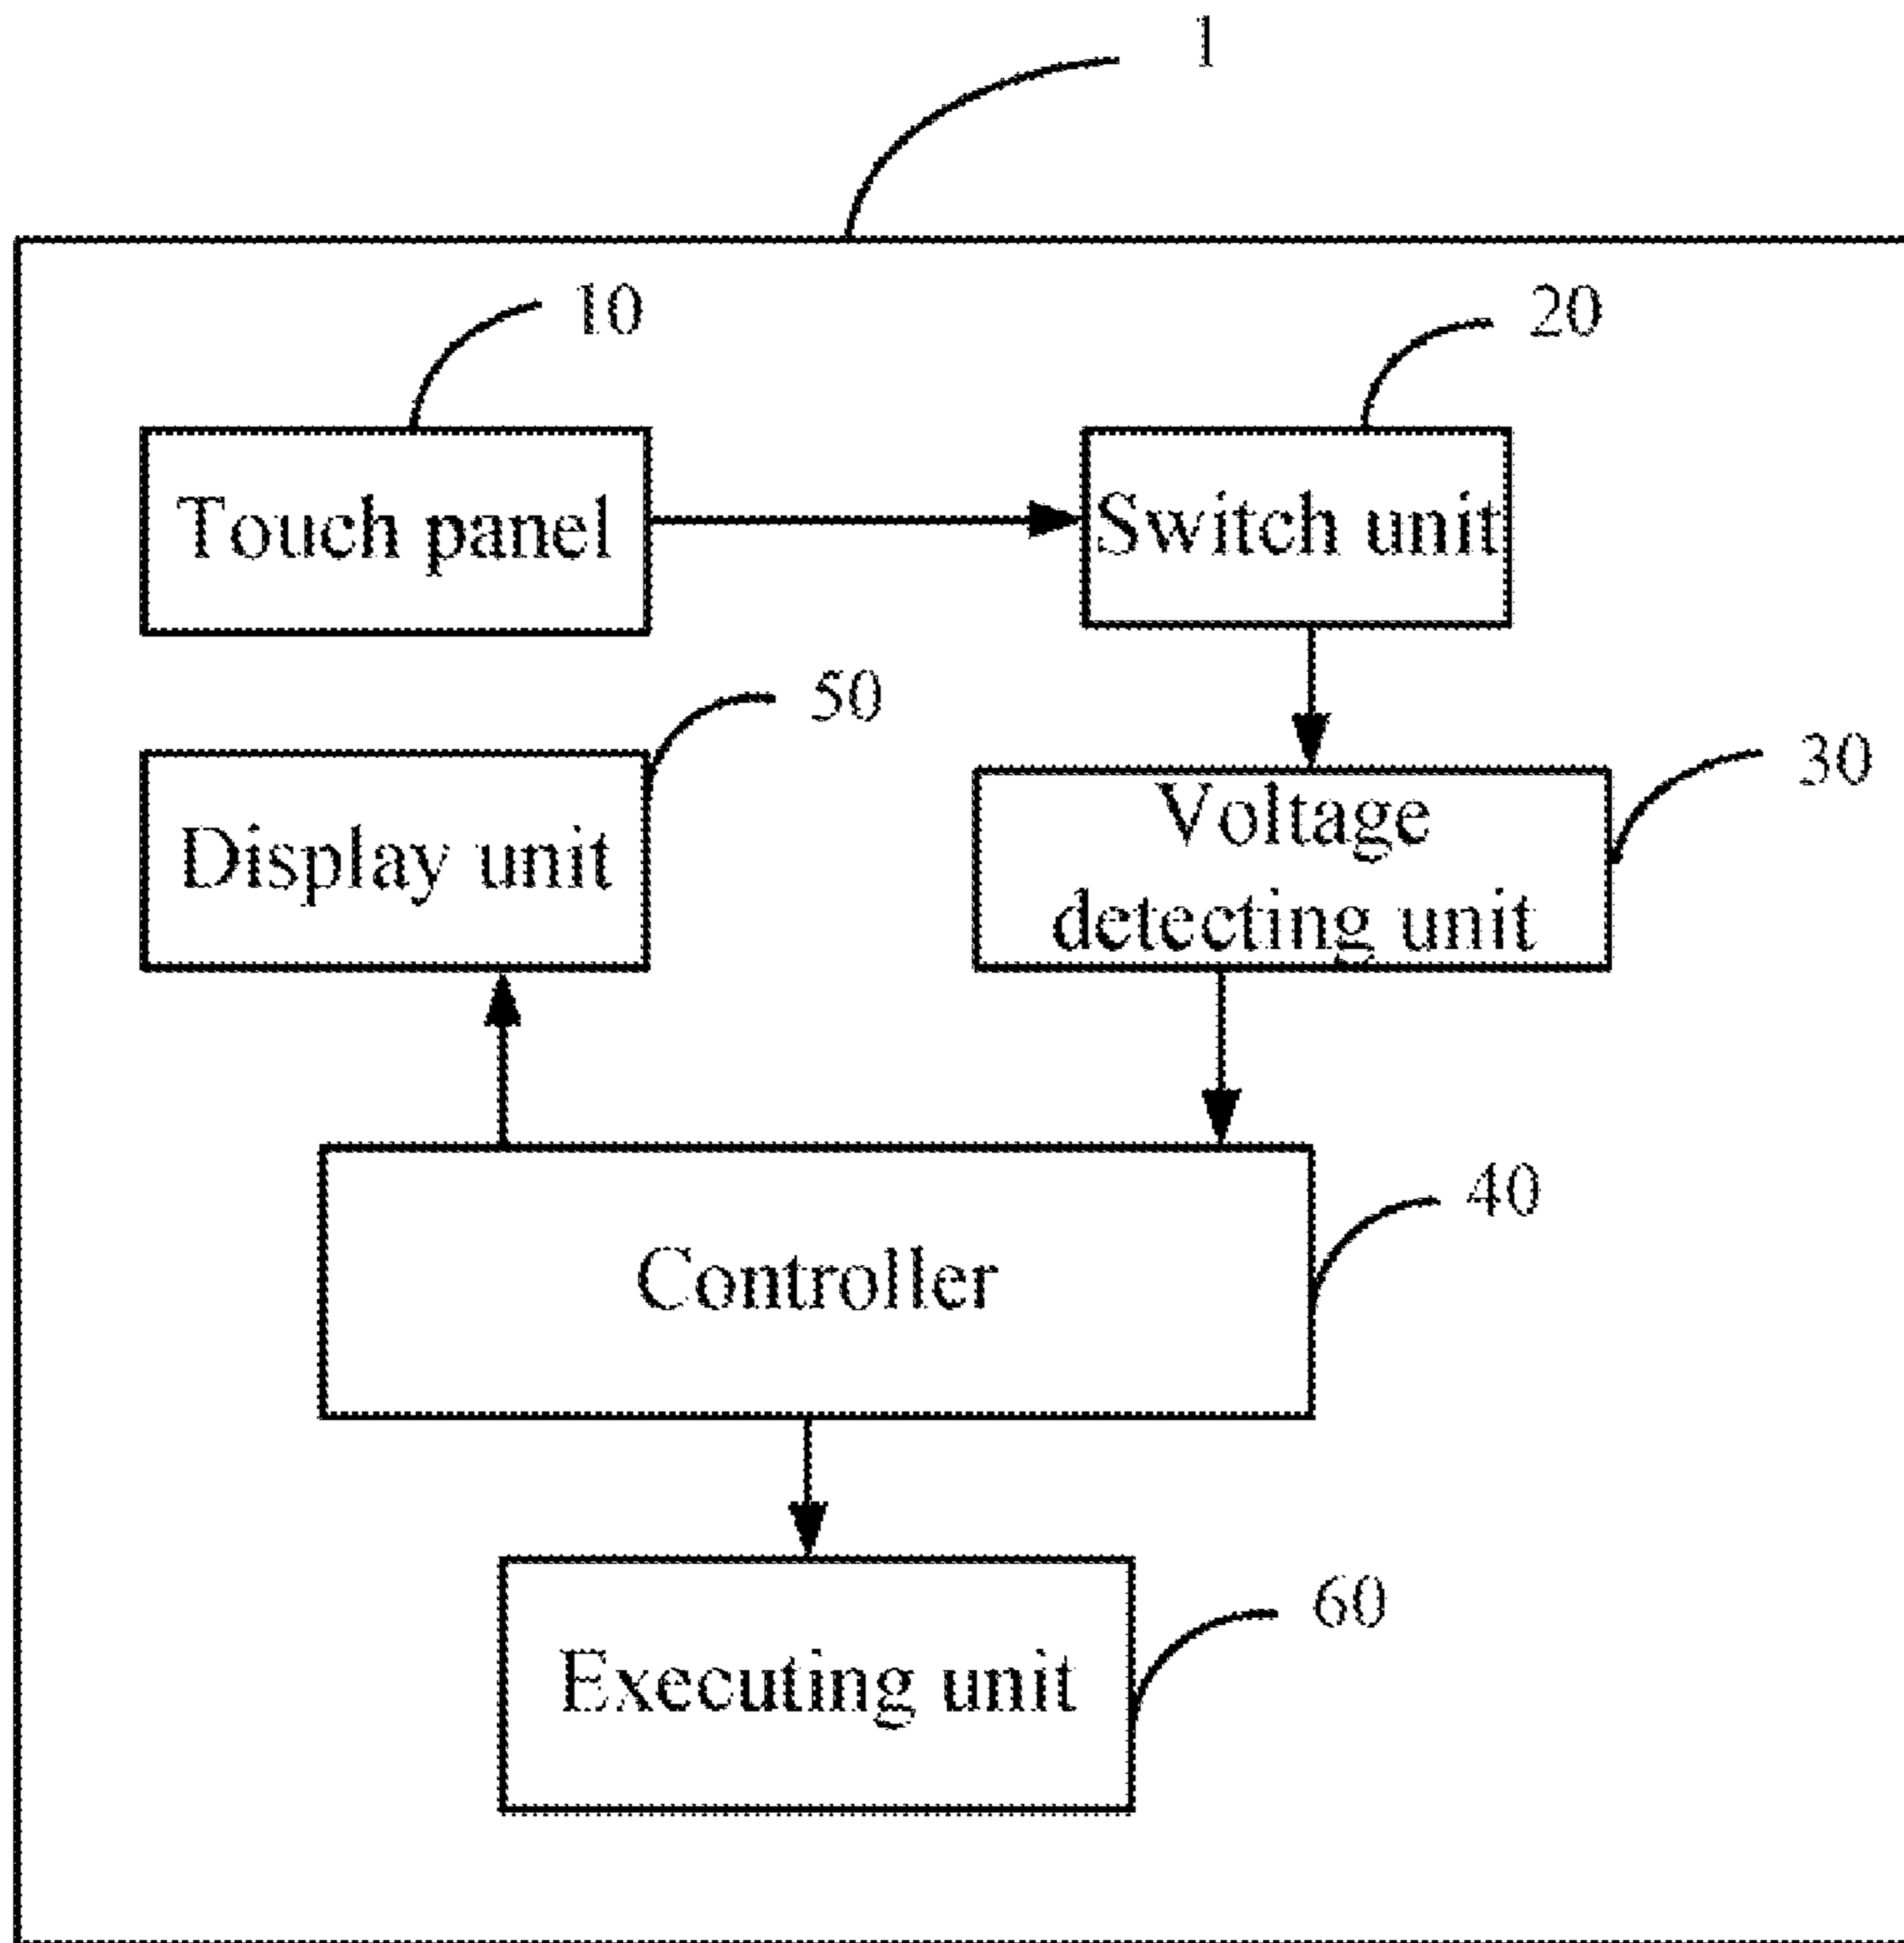 1
10
20
Touch panel
Switch unit
50
30
Display unit
Voltage
detecting unit
40
Controller
60
Executing unit